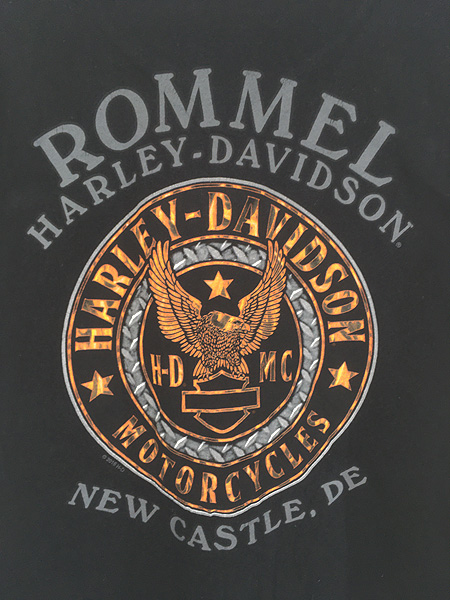 ROMMEL
HARLEY-DAVIDSON®
HARLEY-DAVIDSON
H-D MC
MOTORCYCLES
NEW CASTLE, DE